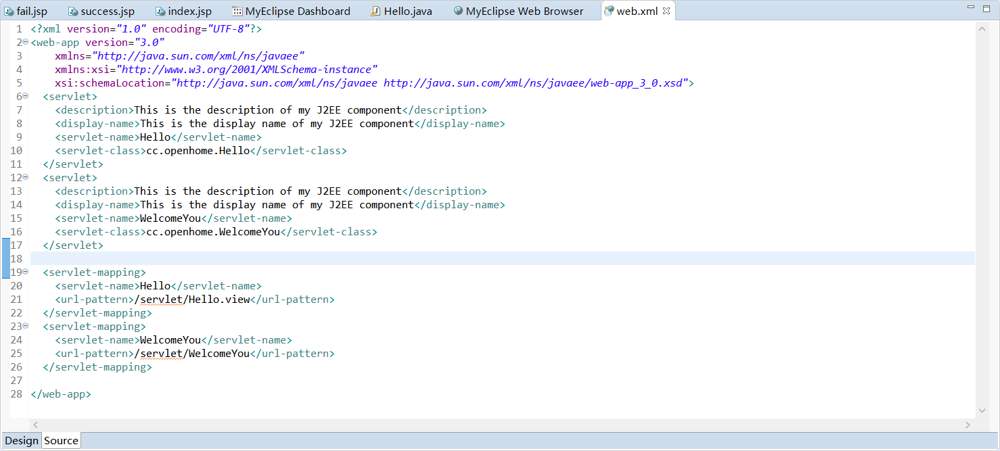 fail.jsp success.jsp index.jsp MyEclipse Dashboard Hello.java MyEclipse Web Browser web.xml
1 <?xml version="1.0" encoding="UTF-8"?>
2 <web-app version="3.0"
3 xmlns="http://java.sun.com/xml/ns/javaee"
4 xmlns:xsi="http://www.w3.org/2001/XMLSchema-instance"
5 xsi:schemaLocation="http://java.sun.com/xml/ns/javaee http://java.sun.com/xml/ns/javaee/web-app_3_0.xsd">
6 <servlet>
7 <description>This is the description of my J2EE component</description>
8 <display-name>This is the display name of my J2EE component</display-name>
9 <servlet-name>Hello</servlet-name>
10 <servlet-class>cc.openhome.Hello</servlet-class>
11 </servlet>
12 <servlet>
13 <description>This is the description of my J2EE component</description>
14 <display-name>This is the display name of my J2EE component</display-name>
15 <servlet-name>WelcomeYou</servlet-name>
16 <servlet-class>cc.openhome.WelcomeYou</servlet-class>
17 </servlet>
18
19 <servlet-mapping>
20 <servlet-name>Hello</servlet-name>
21 <url-pattern>/servlet/Hello.view</url-pattern>
22 </servlet-mapping>
23 <servlet-mapping>
24 <servlet-name>WelcomeYou</servlet-name>
25 <url-pattern>/servlet/WelcomeYou</url-pattern>
26 </servlet-mapping>
27
28 </web-app>
Design Source